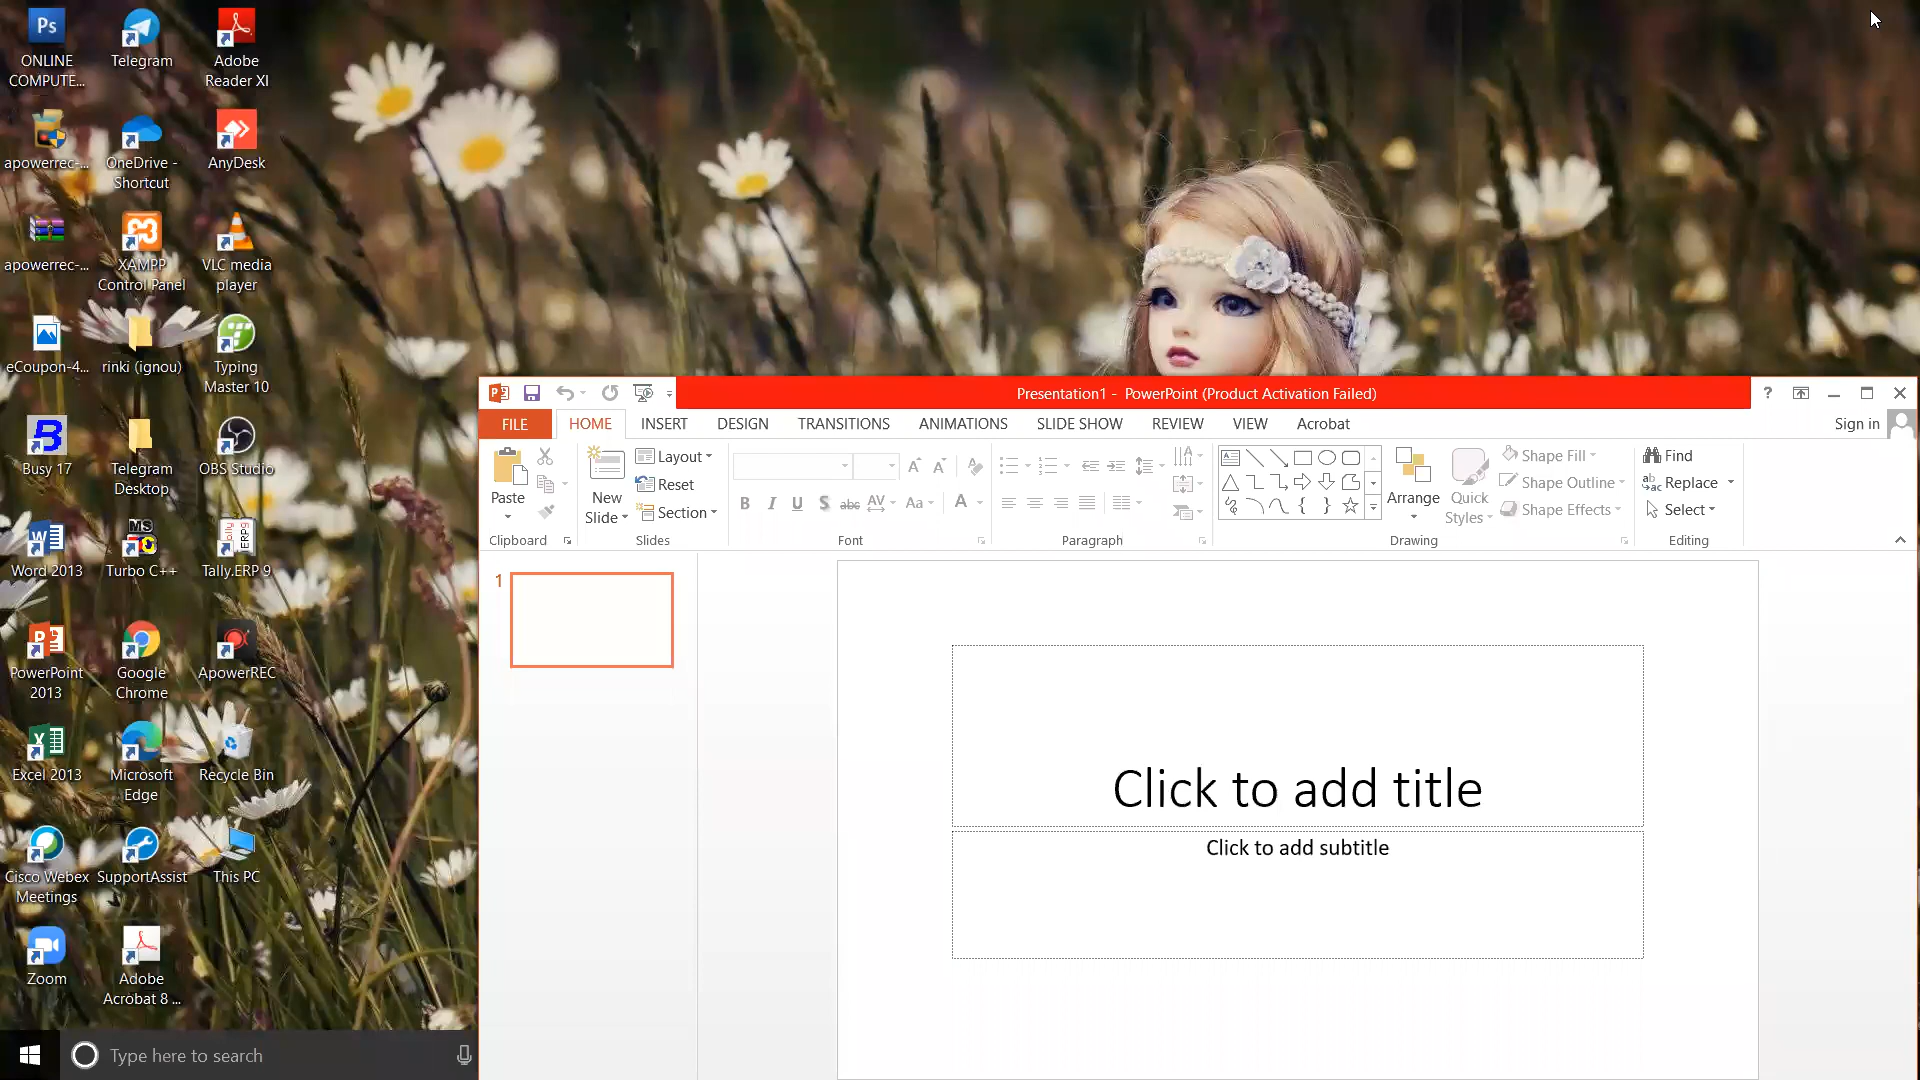 ONLINE
COMPUTE...
Telegram
Adobe
Reader XI
apowerrec-...
OneDrive -
Shortcut
AnyDesk
apowerrec-...
XAMPP
Control Panel
VLC media
player
eCoupon-4...
rinki (ignou)
Typing
Master 10
Busy 17
Telegram
Desktop
OBS Studio
Word 2013
Turbo C++
Tally.ERP 9
PowerPoint
2013
Google
Chrome
ApowerREC
Excel 2013
Microsoft
Edge
Recycle Bin
Cisco Webex
Meetings
SupportAssist
This PC
Zoom
Adobe
Acrobat 8 ...
Type here to search
Presentation1 - PowerPoint (Product Activation Failed)
FILE
HOME
INSERT
DESIGN
TRANSITIONS
ANIMATIONS
SLIDE SHOW
REVIEW
VIEW
Acrobat
Sign in
Paste
Clipboard
New
Slide
Layout
Reset
Section
Slides
Font
Paragraph
Arrange
Quick
Styles
Shape Fill
Shape Outline
Shape Effects
Drawing
Find
Replace
Select
Editing
1
Click to add title
Click to add subtitle